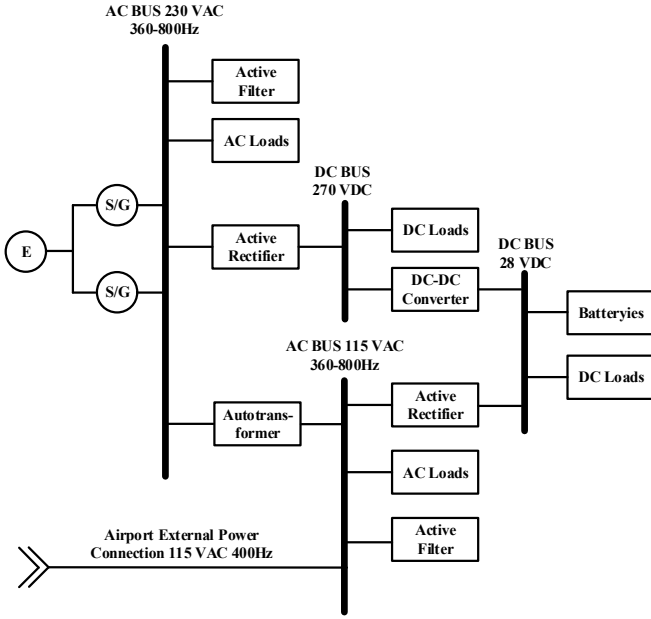 AC BUS 230 VAC
360-800Hz
Active
Filter
AC Loads
DC BUS
270 VDC
S/G
DC Loads
DC BUS
28 VDC
E
Active
Rectifier
DC-DC
Converter
S/G
Batteryies
AC BUS 115 VAC
360-800Hz
DC Loads
Autotrans-
former
Active
Rectifier
AC Loads
Airport External Power
Connection 115 VAC 400Hz
Active
Filter